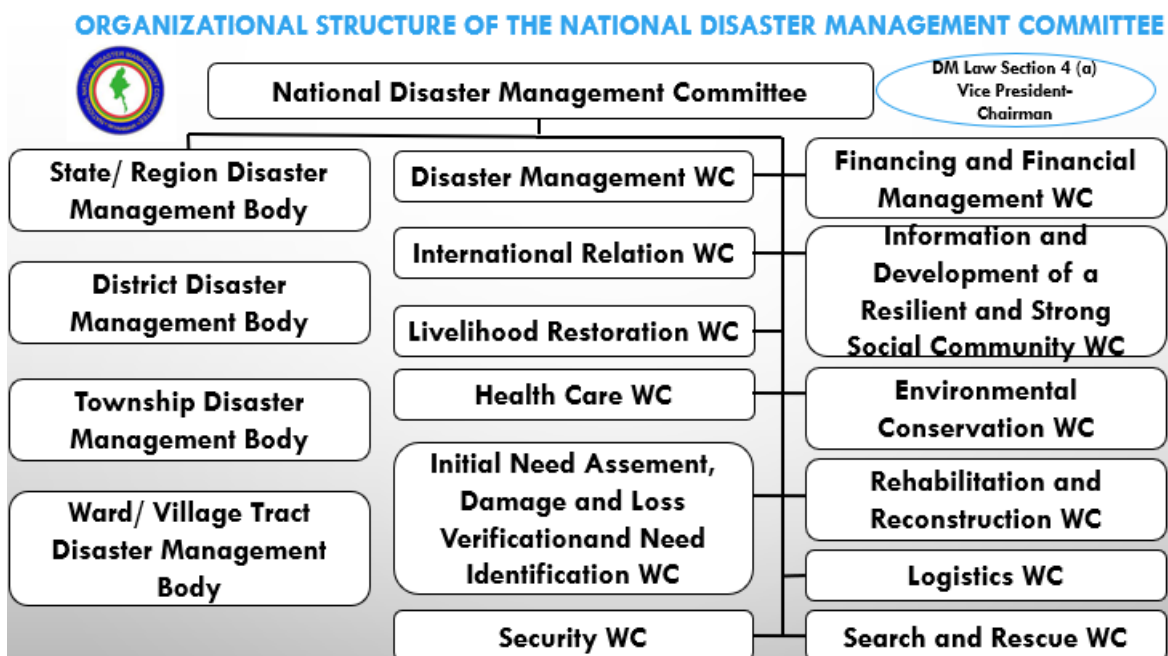 ORGANIZATIONAL STRUCTURE OF THE NATIONAL DISASTER MANAGEMENT COMMITTEE
National Disaster Management Committee
DM Law Section 4 (a)
Vice President-
Chairman
State/ Region Disaster
Management Body
District Disaster
Management Body
Township Disaster
Management Body
Ward/ Village Tract
Disaster Management
Body
Disaster Management WC
International Relation WC
Livelihood Restoration WC
Health Care WC
Initial Need Assement,
Damage and Loss
Verificationand Need
Identification WC
Security WC
Financing and Financial
Management WC
Information and
Development of a
Resilient and Strong
Social Community WC
Environmental
Conservation WC
Rehabilitation and
Reconstruction WC
Logistics WC
Search and Rescue WC